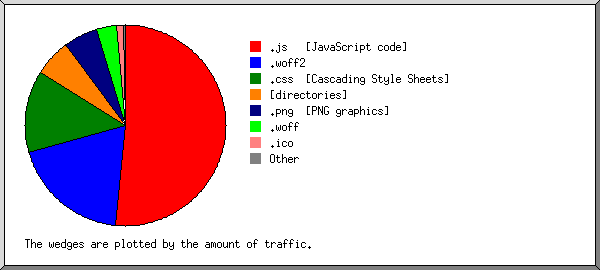 .js [JavaScript code]
.woff2
.css [Cascading Style Sheets]
[directories]
.png [PNG graphics]
.woff
.ico
Other
The wedges are plotted by the amount of traffic.